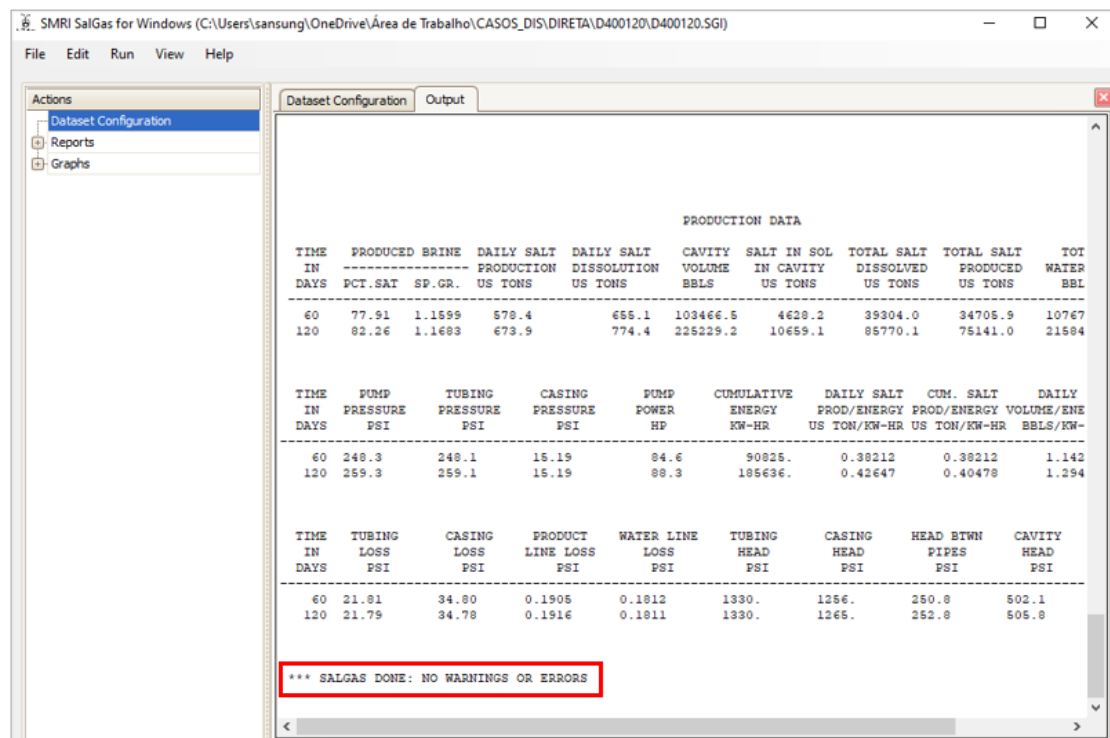 SMRI SalGas for Windows (C:\Users\sansung\OneDrive\Área de Trabalho\CASOS_DIS\DIRETA\D400120\D400120.SGI)
File Edit Run View Help
Actions
Dataset Configuration
Reports
Graphs
Dataset Configuration Output
PRODUCTION DATA
TIME PRODUCED BRINE DAILY SALT DAILY SALT CAVITY SALT IN SOL TOTAL SALT TOTAL SALT TOT
IN ---------------- PRODUCTION DISSOLUTION VOLUME IN CAVITY DISSOLVED PRODUCED WATER
DAYS PCT.SAT SP.GR. US TONS US TONS BBLS US TONS US TONS US TONS BBL
60 77.91 1.1599 578.4 655.1 103466.5 4628.2 39304.0 34705.9 10767
120 82.26 1.1683 673.9 774.4 225229.2 10659.1 85770.1 75141.0 21584
TIME PUMP TUBING CASING PUMP CUMULATIVE DAILY SALT CUM. SALT DAILY
IN PRESSURE PRESSURE PRESSURE POWER ENERGY PROD/ENERGY PROD/ENERGY VOLUME/ENE
DAYS PSI PSI PSI HP KW-HR US TON/KW-HR US TON/KW-HR BBLS/KW-
60 248.3 248.1 15.19 84.6 90825. 0.38212 0.38212 1.142
120 259.3 259.1 15.19 88.3 185636. 0.42647 0.40478 1.294
TIME TUBING CASING PRODUCT WATER LINE TUBING CASING HEAD BTWN CAVITY
IN LOSS LOSS LINE LOSS LOSS HEAD HEAD PIPES HEAD
DAYS PSI PSI PSI PSI PSI PSI PSI PSI
60 21.81 34.80 0.1905 0.1812 1330. 1256. 250.8 502.1
120 21.79 34.78 0.1916 0.1811 1330. 1265. 252.8 505.8
*** SALGAS DONE: NO WARNINGS OR ERRORS